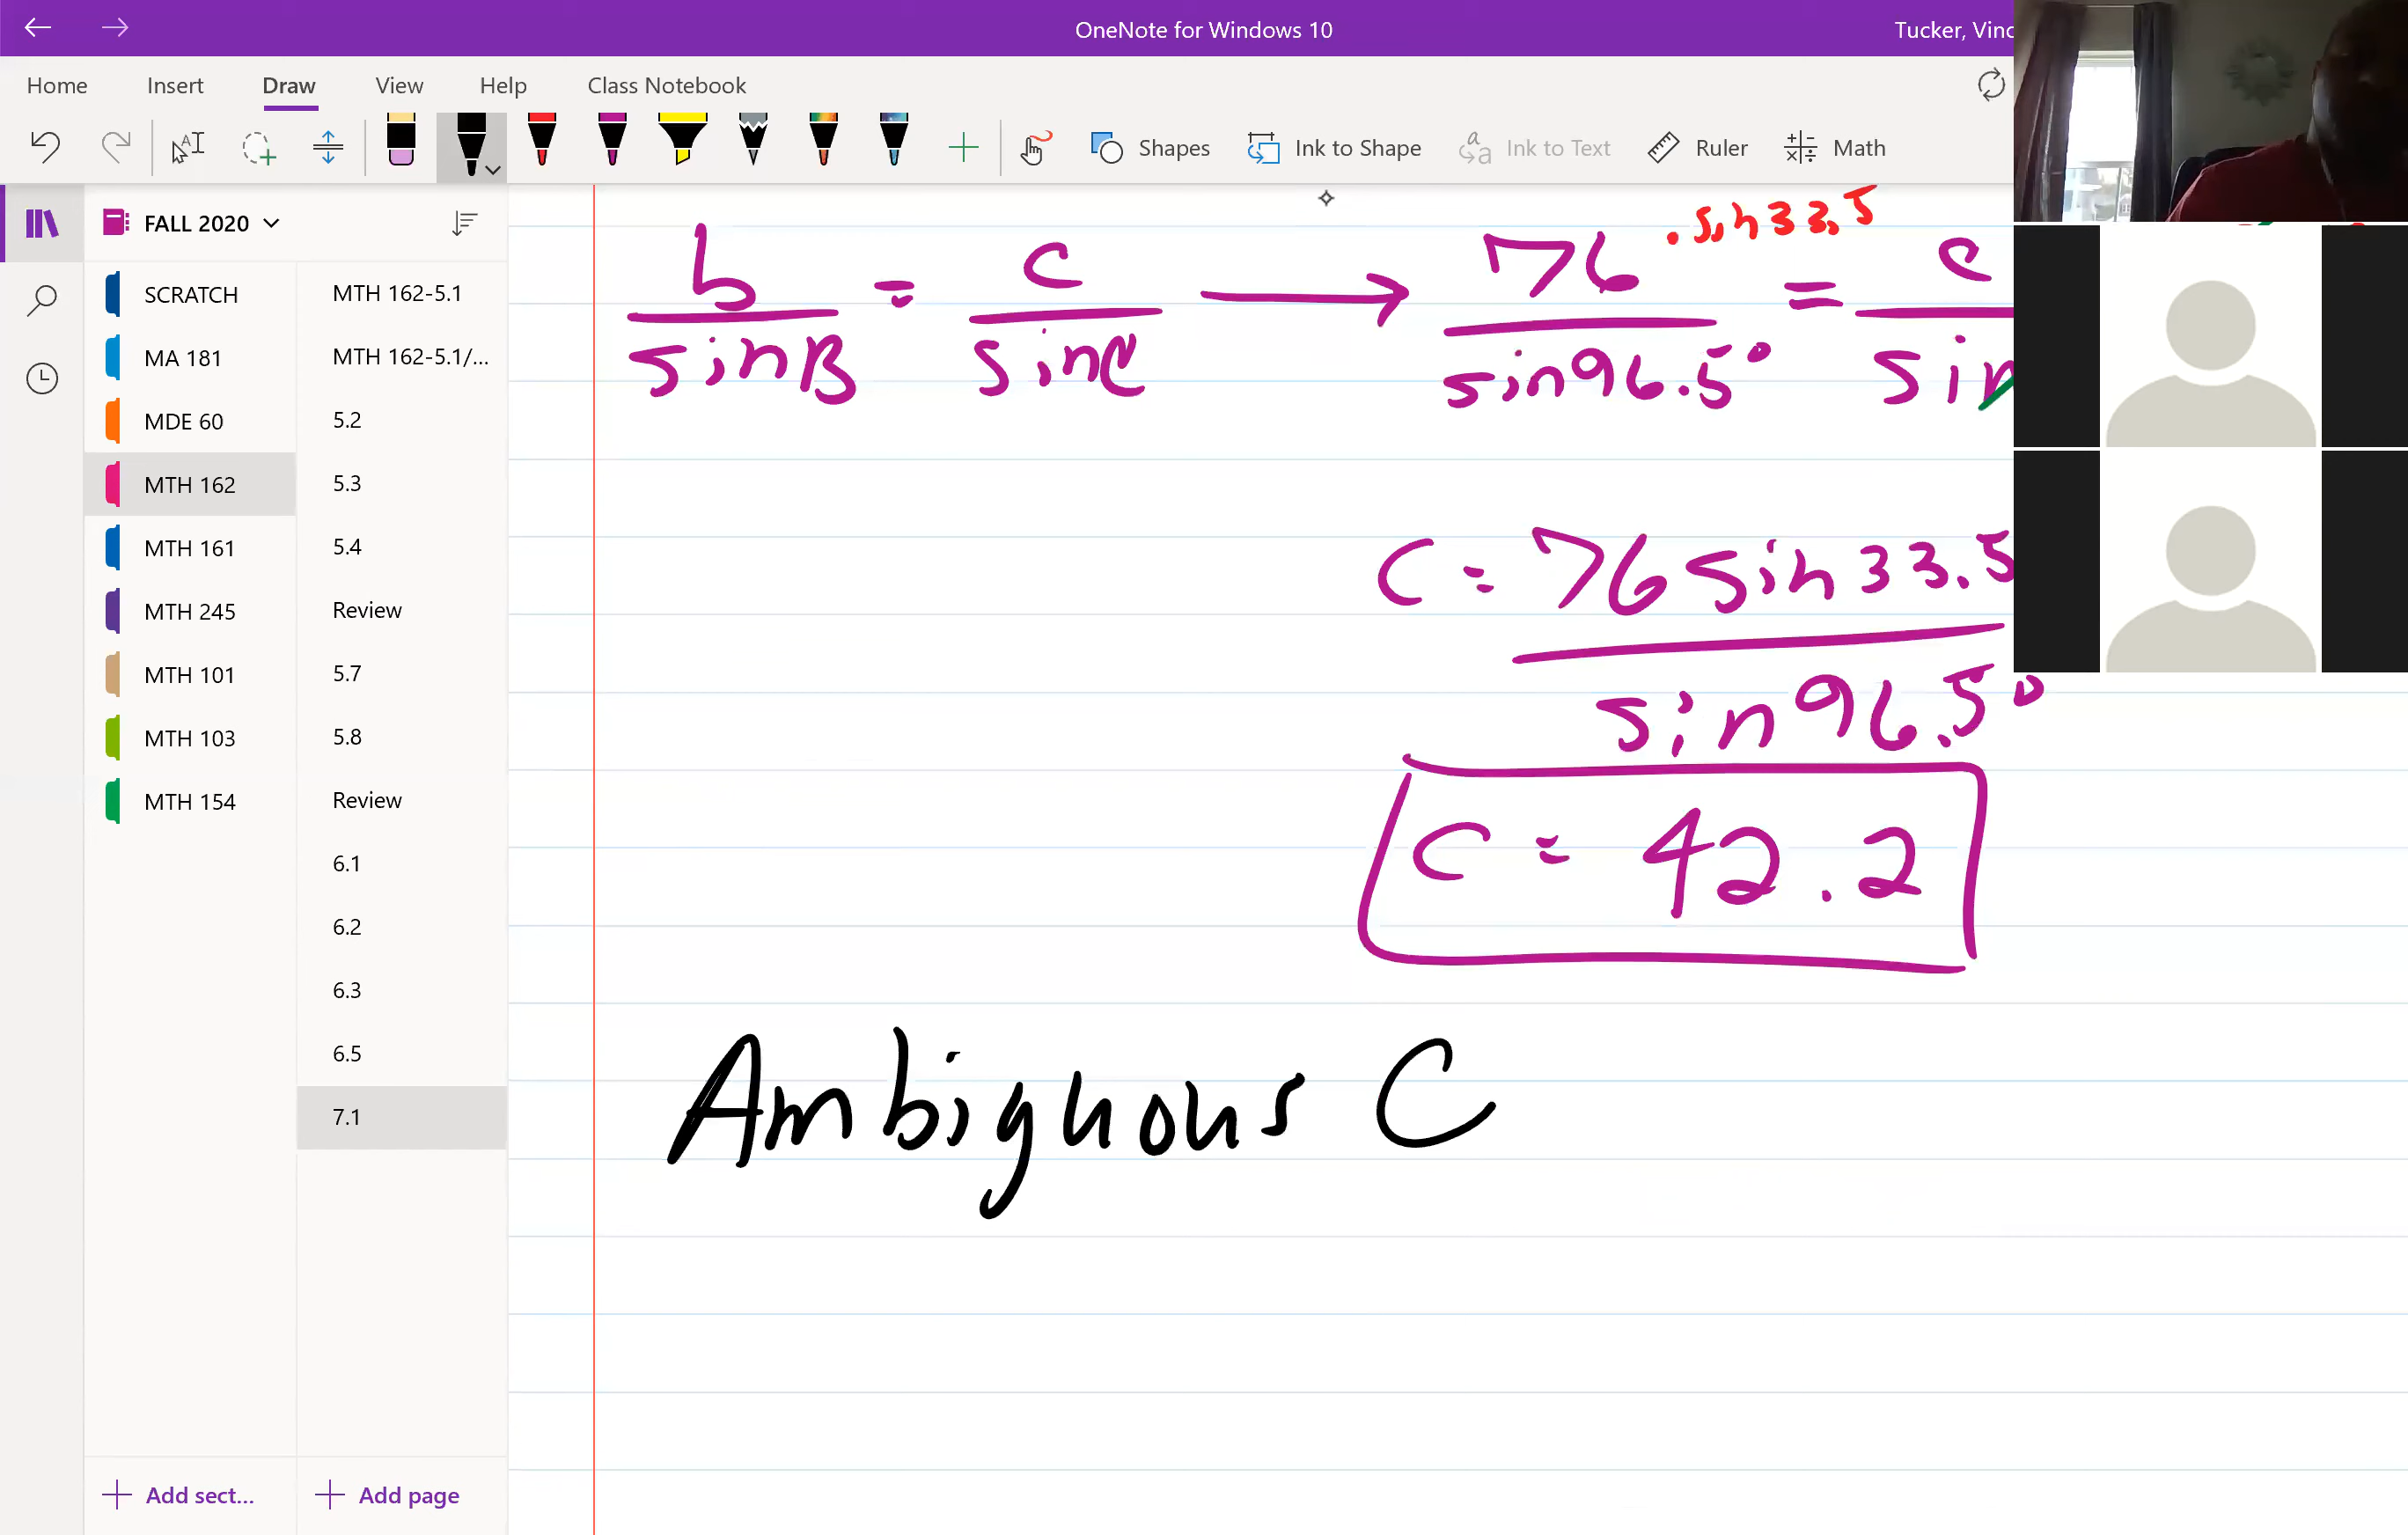 OneNote for Windows 10
Tucker, Vinc
Home Insert Draw View Help Class Notebook
Shapes Ink to Shape Ink to Text Ruler Math
FALL 2020
SCRATCH
MA 181
MDE 60
MTH 162
MTH 161
MTH 245
MTH 101
MTH 103
MTH 154
Add sect...
MTH 162-5.1
MTH 162-5.1/...
5.2
5.3
5.4
Review
5.7
5.8
Review
6.1
6.2
6.3
6.5
7.1
Add page
b/sinB = c/sinC → 76 · sin33.5/sin96.5° = c/sin
C = 76 sin33.5/sin96.5°
C = 42.2
Ambiguous C